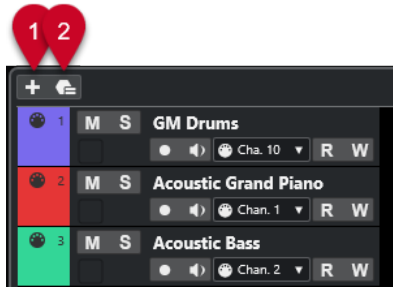 1 2
1 M S GM Drums
Cha. 10 R W
2 M S Acoustic Grand Piano
Chan. 1 R W
3 M S Acoustic Bass
Chan. 2 R W